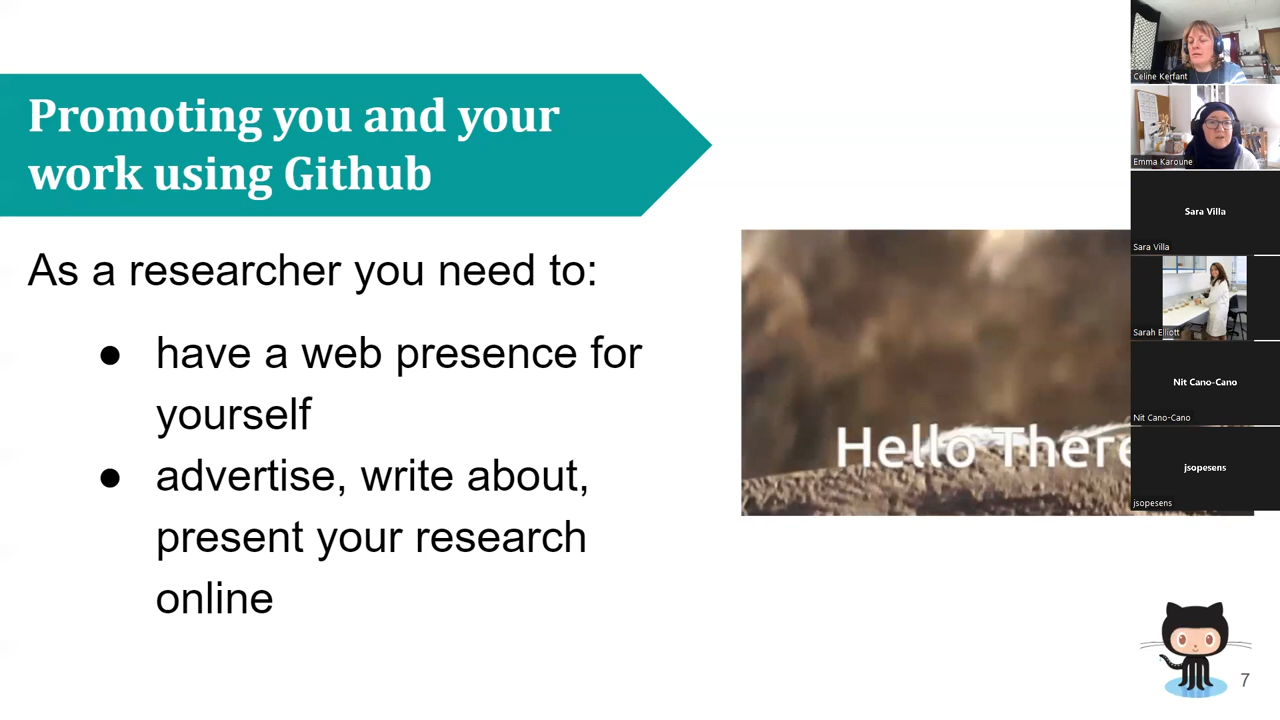 Promoting you and your
work using Github
As a researcher you need to:
● have a web presence for
yourself
● advertise, write about,
present your research
online
Hello There
Celine Kerfant
Emma Karoune
Sara Villa
Sara Villa
Sarah Elliott
Nit Cano-Cano
Nit Cano-Cano
jsopesens
jsopesens
7